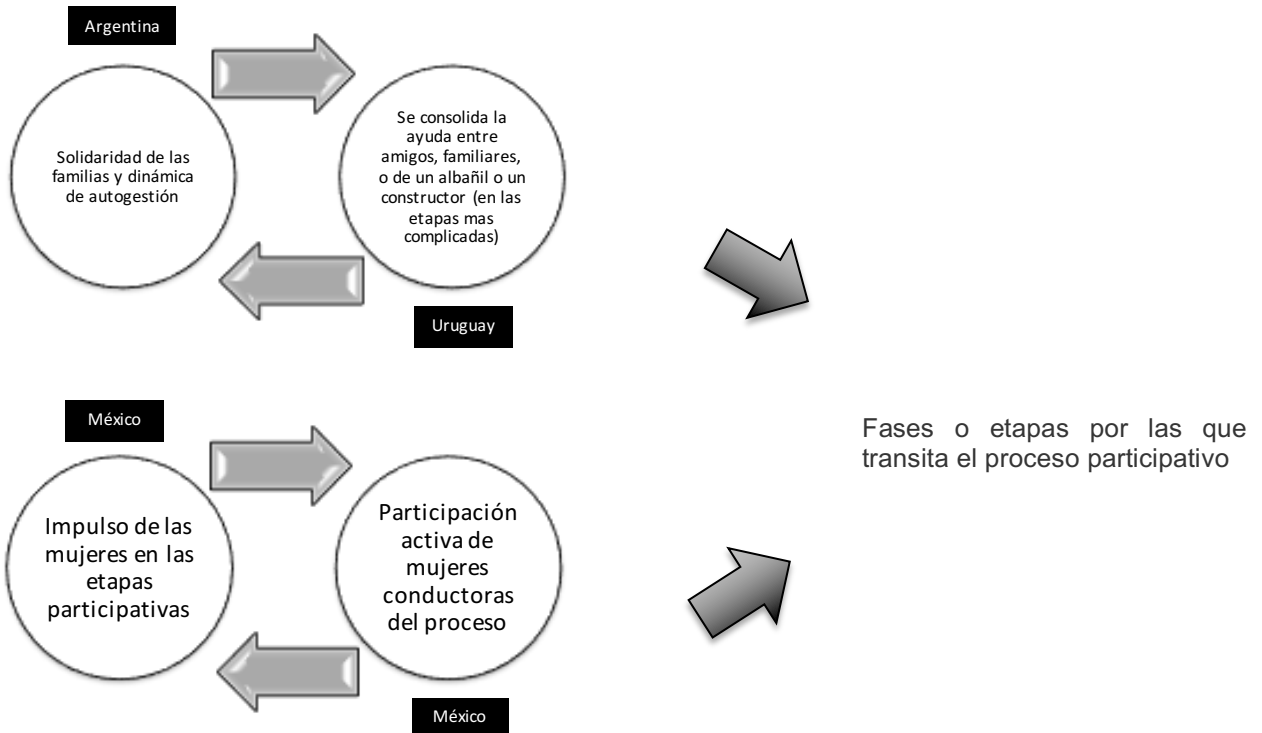 Argentina
Solidaridad de las
familias y dinámica
de autogestión
Se consolida la
ayuda entre
amigos, familiares,
o de un albañil o un
constructor (en las
etapas mas
complicadas)
Uruguay
México
Impulso de las
mujeres en las
etapas
participativas
Participación
activa de
mujeres
conductoras
del proceso
México
Fases o etapas por las que
transita el proceso participativo